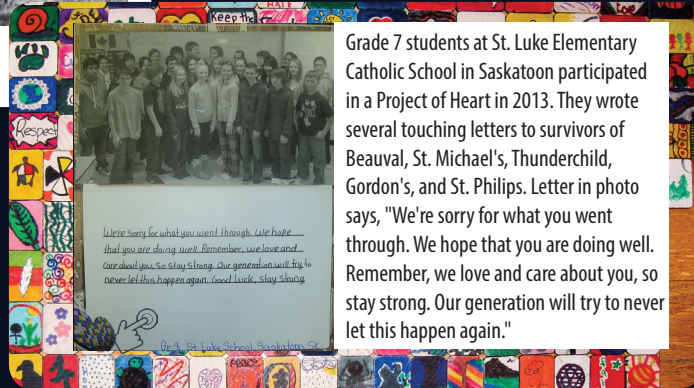 Keep the
Love
Respect
PEACE
Grade 7 students at St. Luke Elementary
Catholic School in Saskatoon participated
in a Project of Heart in 2013. They wrote
several touching letters to survivors of
Beauval, St. Michael's, Thunderchild,
Gordon's, and St. Philips. Letter in photo
says, "We're sorry for what you went
through. We hope that you are doing well.
Remember, we love and care about you, so
stay strong. Our generation will try to never
let this happen again."
We're sorry for what you went through. We hope
that you are doing well. Remember, we love and
care about you, so stay strong. Our generation will try to
never let this happen again. Good Luck, Stay Strong
St Luke School, Saskatoon, Sk